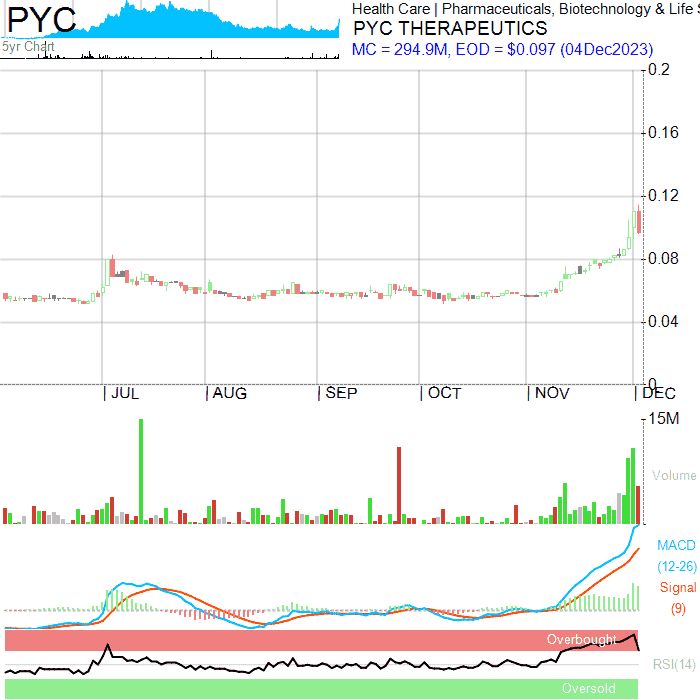 PYC
5yr Chart
Health Care | Pharmaceuticals, Biotechnology & Life S
PYC THERAPEUTICS
MC = 294.9M, EOD = $0.097 (04Dec2023)
0.2
0.16
0.12
0.08
0.04
0
| JUL | AUG | SEP | OCT | NOV | DEC
15M
Volume
MACD
(12-26)
Signal
(9)
Overbought
RSI(14)
Oversold